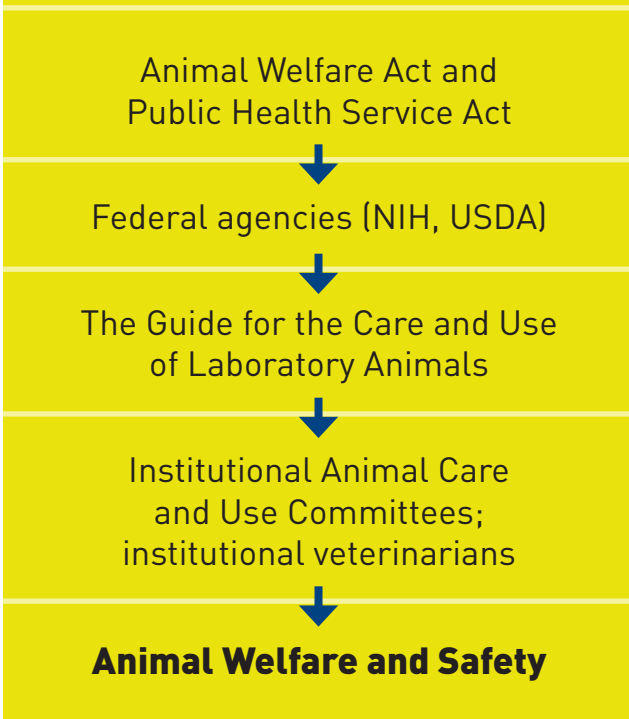 Animal Welfare Act and
Public Health Service Act
Federal agencies (NIH, USDA)
The Guide for the Care and Use
of Laboratory Animals
Institutional Animal Care
and Use Committees;
institutional veterinarians
Animal Welfare and Safety